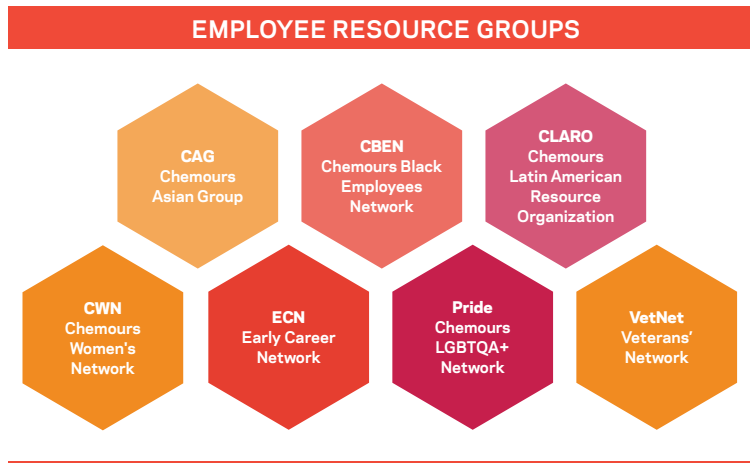 EMPLOYEE RESOURCE GROUPS
CAG
Chemours
Asian Group
CBEN
Chemours Black
Employees
Network
CLARO
Chemours
Latin American
Resource
Organization
CWN
Chemours
Women's
Network
ECN
Early Career
Network
Pride
Chemours
LGBTQA+
Network
VetNet
Veterans’
Network